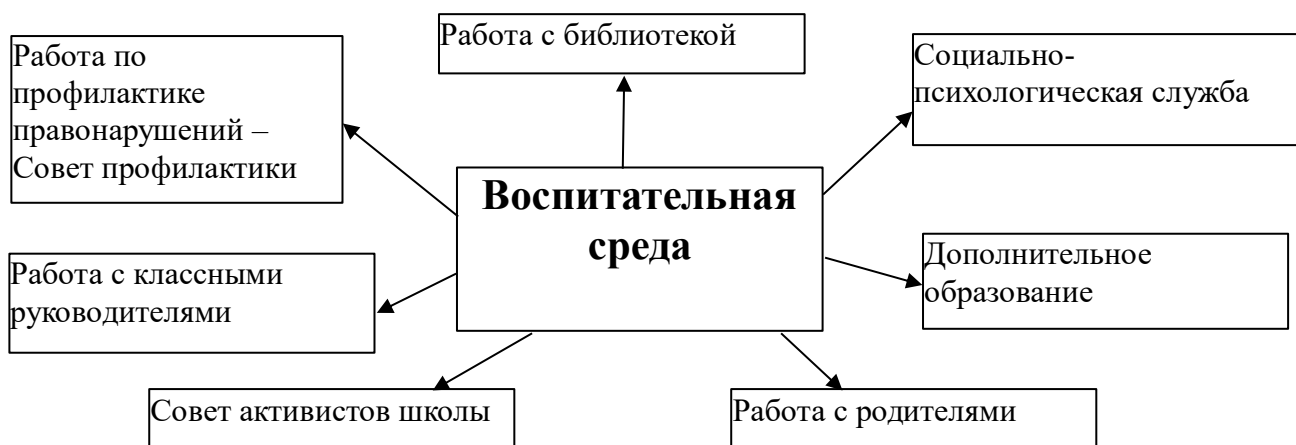 Работа с библиотекой
Работа по
профилактике
правонарушений –
Совет профилактики
Социально-
психологическая служба
Воспитательная
среда
Работа с классными
руководителями
Дополнительное
образование
Совет активистов школы
Работа с родителями